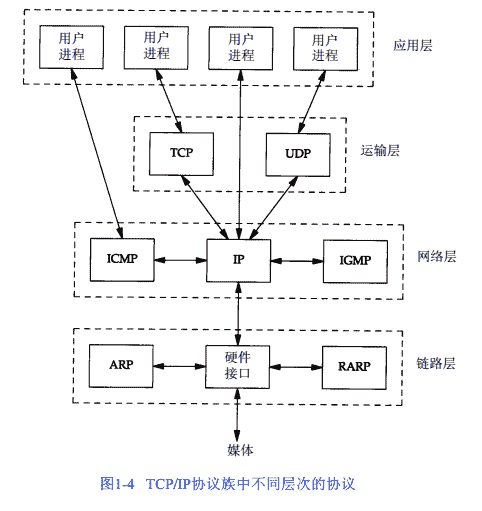 用户 用户 用户 用户
进程 进程 进程 进程
应用层
TCP UDP 运输层
ICMP IP IGMP 网络层
ARP 硬件 RARP 链路层
接口
媒体
图1-4 TCP/IP协议族中不同层次的协议